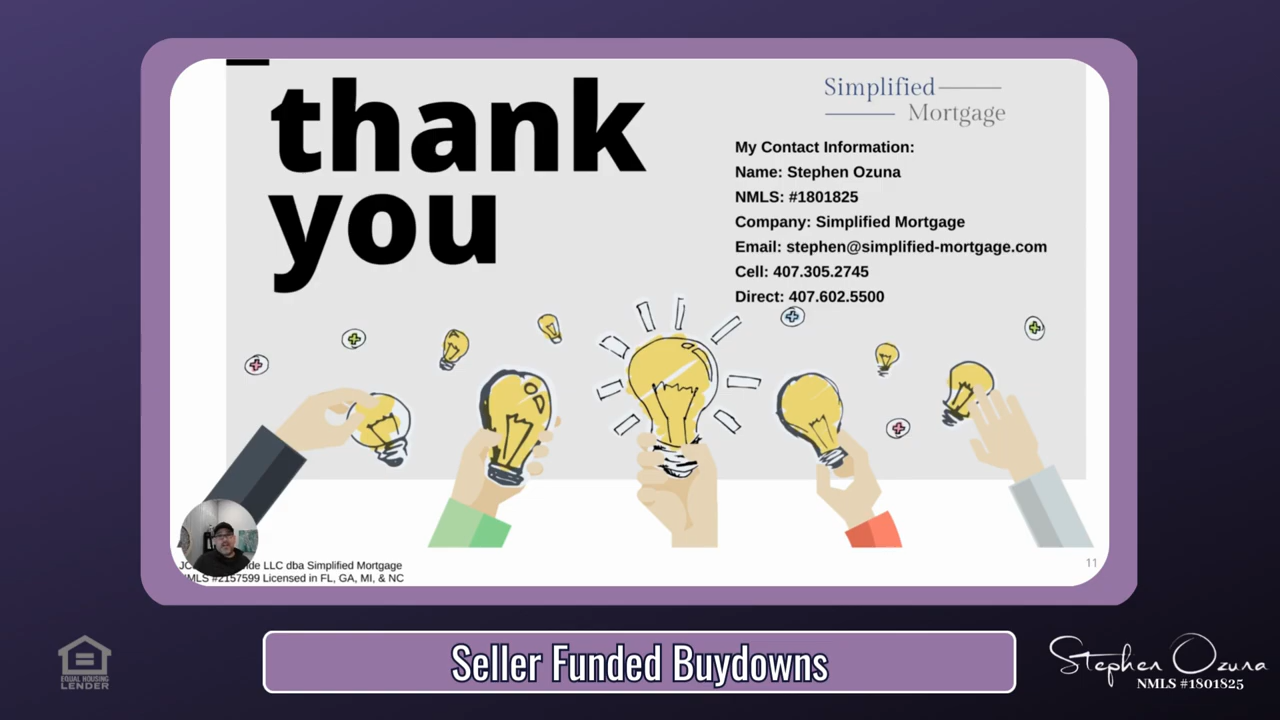 thank
you
Simplified
Mortgage
My Contact Information:
Name: Stephen Ozuna
NMLS: #1801825
Company: Simplified Mortgage
Email: stephen@simplified-mortgage.com
Cell: 407.305.2745
Direct: 407.602.5500
LLC dba Simplified Mortgage
NMLS #2157599 Licensed in FL, GA, MI, & NC
11
Seller Funded Buydowns
EQUAL HOUSING
LENDER
Stephen Ozuna
NMLS #1801825